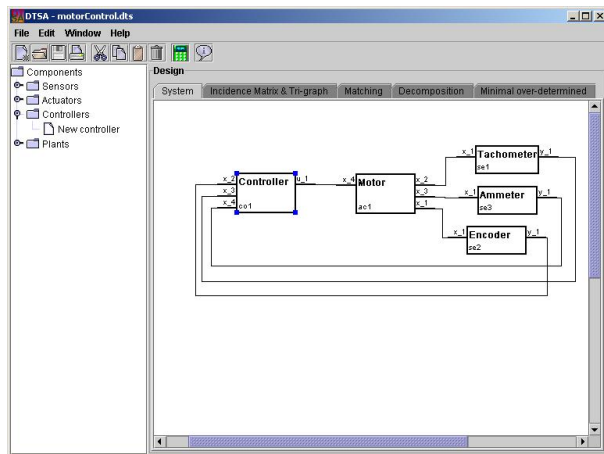 DTSA - motorControl.dts
File Edit Window Help
Components
Sensors
Actuators
Controllers
New controller
Plants
Design
System Incidence Matrix & Tri-graph Matching Decomposition Minimal over-determined
x_2 Controller u_1
x_3
x_4 co1
x_4 Motor x_2
x_3
ac1 x_1
x_1 Tachometer y_1
se1
x_1 Ammeter y_1
se3
x_1 Encoder y_1
se2